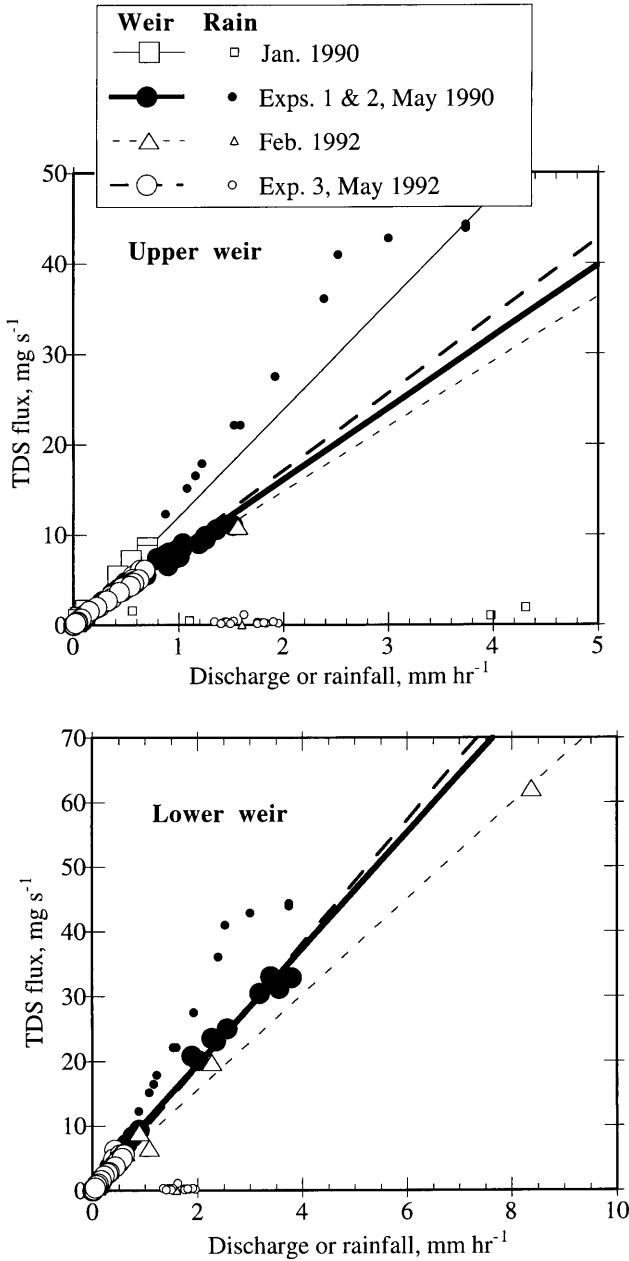 Weir Rain
Jan. 1990
Exps. 1 & 2, May 1990
Feb. 1992
Exp. 3, May 1992
50
40
30
20
10
0
Upper weir
TDS flux, mg s⁻¹
0 1 2 3 4 5
Discharge or rainfall, mm hr⁻¹
70
60
50
40
30
20
10
0
Lower weir
TDS flux, mg s⁻¹
0 2 4 6 8 10
Discharge or rainfall, mm hr⁻¹